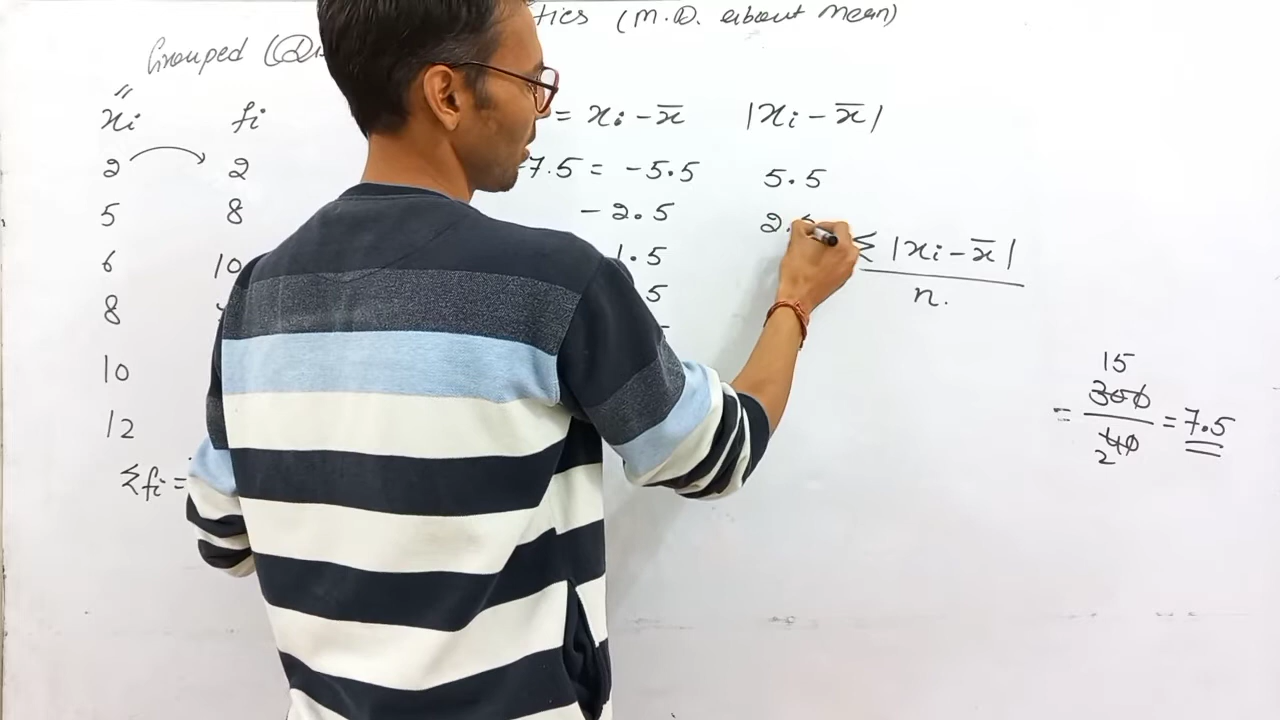 (M.D. about Mean)
Grouped
xi fi = xi - x̄ |xi - x̄|
2 2 7.5 = -5.5 5.5
5 8 -2.5 2.
6 10 1.5 Σ |xi - x̄|
8 5 n.
10 15
12 = 300/40 = 7.5
2
Σfi =